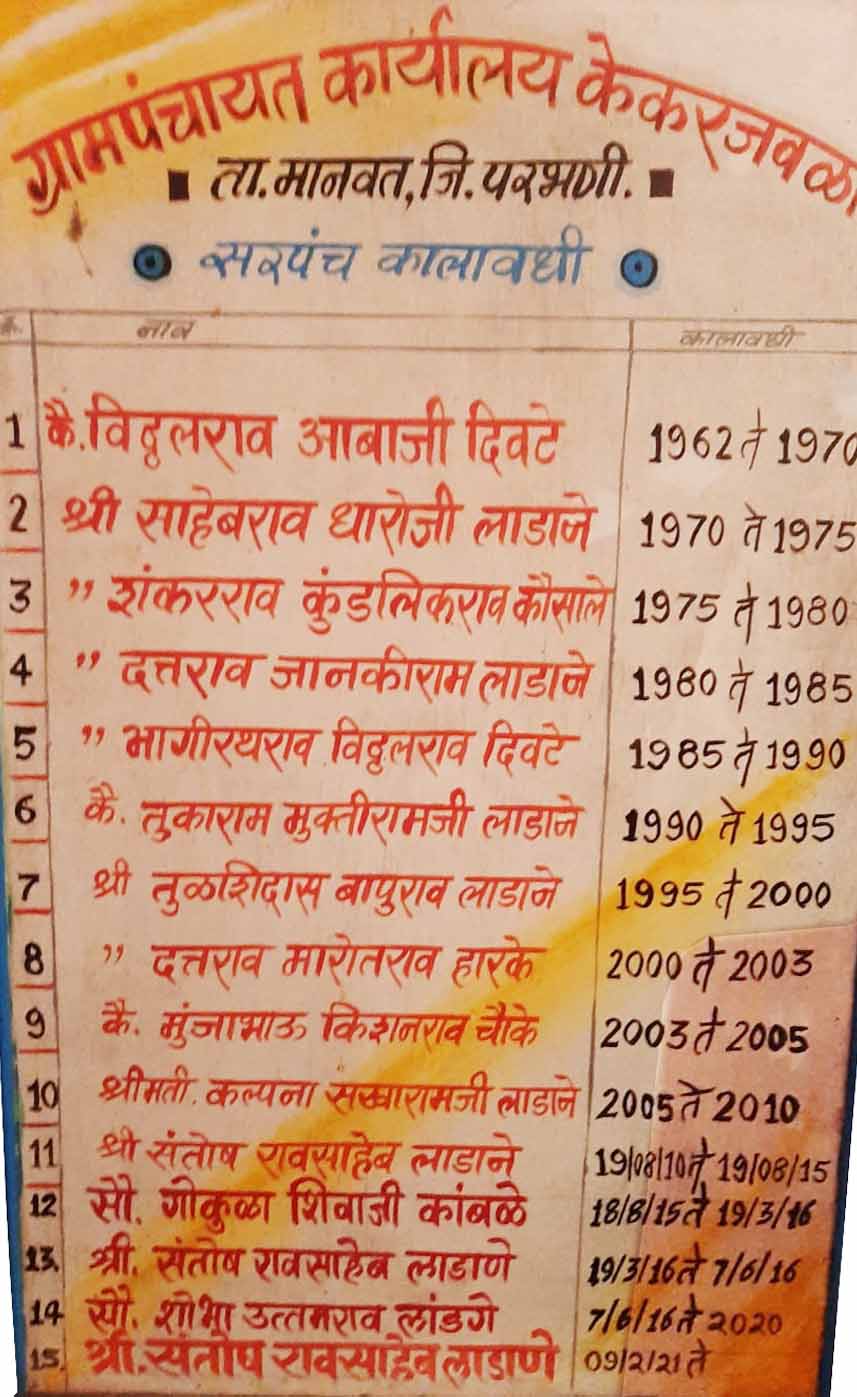 ग्रामपंचायत कार्यालय केकरजवळा
ता. मानवत, जि. परभणी.
सरपंच कालावधी
क्र. नाव कालावधी
1 कै. विठ्ठलराव आबाजी दिवटे 1962 ते 1970
2 श्री साहेबराव धारोजी लाडाने 1970 ते 1975
3 " शंकरराव कुंडलिकराव कौसाले 1975 ते 1980
4 " दत्तराव जानकीराम लाडाने 1980 ते 1985
5 " भागीरथराव विठ्ठलराव दिवटे 1985 ते 1990
6 कै. तुकाराम मुक्तीरामजी लाडाने 1990 ते 1995
7 श्री तुळशिदास बापुराव लाडाने 1995 ते 2000
8 " दत्तराव मारोतराव हारके 2000 ते 2003
9 कै. मुंजाभाऊ किशनराव चौके 2003 ते 2005
10 श्रीमती. कल्पना सखारामजी लाडाने 2005 ते 2010
11 श्री संतोष रावसाहेब लाडाने 19/08/10 ते 19/08/15
12 सौ. गोकुळा शिवाजी कांबळे 18/8/15 ते 19/3/16
13. श्री. संतोष रावसाहेब लाडाणे 19/3/16 ते 7/6/16
14 सौ. शोभा उत्तमराव लांडगे 7/6/16 ते 2020
15. श्री. संतोष रावसाहेब लाडाणे 09/2/21 ते